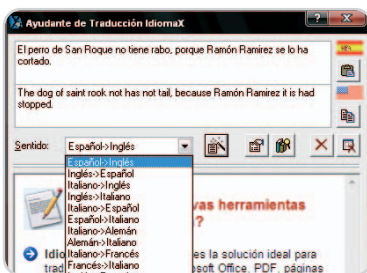 Ayudante de Traducción IdiomaX
El perro de San Roque no tiene rabo, porque Ramón Ramirez se lo ha
cortado.
The dog of saint rook not has not tail, because Ramón Ramirez it is had
stopped.
Sentido:
Español->Inglés
Español->Inglés
Inglés->Español
Italiano->Inglés
Inglés->Italiano
Italiano->Español
Español->Italiano
Italiano->Alemán
Alemán->Italiano
Italiano->Francés
Francés->Italiano
vas herramientas
?
Idio
es la solución ideal para
trad
soft Office, PDF, páginas